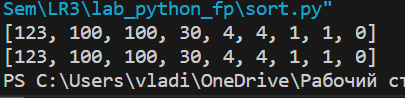 Sem\LR3\lab_python_fp\sort.py"
[123, 100, 100, 30, 4, 4, 1, 1, 0]
[123, 100, 100, 30, 4, 4, 1, 1, 0]
PS C:\Users\vladi\OneDrive\Рабочий ст